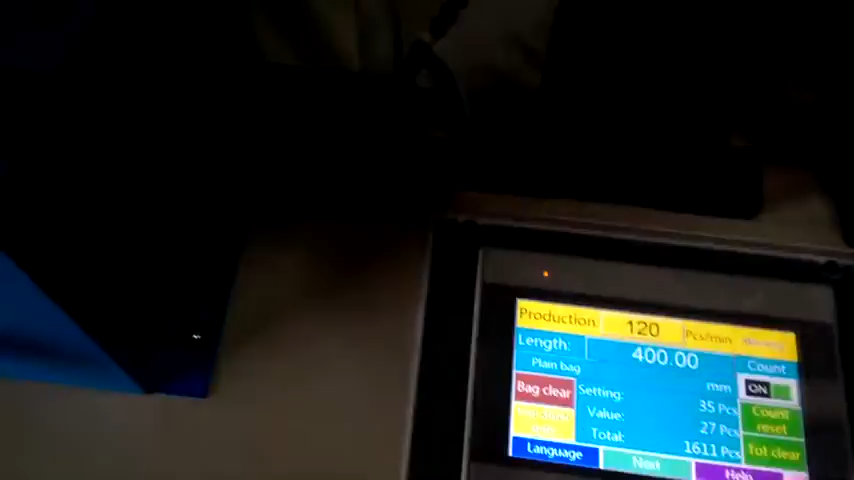 Production 120 Pcs/min
Length: 400.00
Plain bag mm Count
Bag clear Setting: 35 Pcs ON
Value: 27 Pcs Count reset
Total: 1611 Pcs Tot clear
Language Next Help